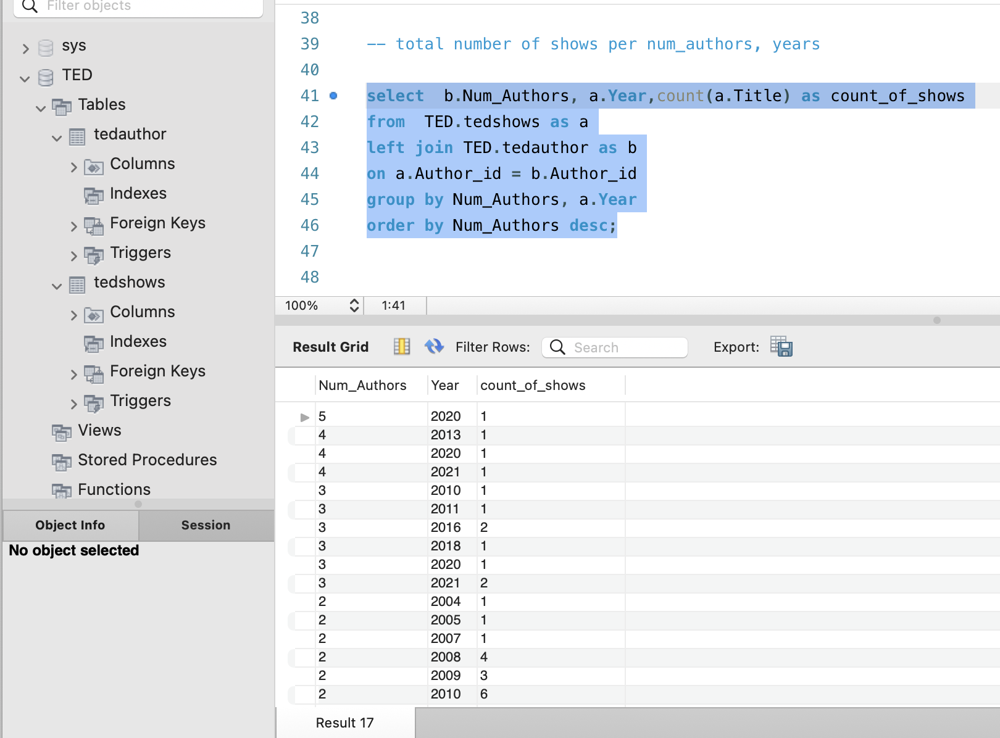 Filter objects
sys
TED
Tables
tedauthor
Columns
Indexes
Foreign Keys
Triggers
tedshows
Columns
Indexes
Foreign Keys
Triggers
Views
Stored Procedures
Functions
Object Info Session
No object selected
38
39 -- total number of shows per num_authors, years
40
41 select  b.Num_Authors, a.Year,count(a.Title) as count_of_shows
42 from  TED.tedshows as a
43 left join TED.tedauthor as b
44 on a.Author_id = b.Author_id
45 group by Num_Authors, a.Year
46 order by Num_Authors desc;
47
48
100% 1:41
Result Grid Filter Rows: Search Export:
Num_Authors Year count_of_shows
5 2020 1
4 2013 1
4 2020 1
4 2021 1
3 2010 1
3 2011 1
3 2016 2
3 2018 1
3 2020 1
3 2021 2
2 2004 1
2 2005 1
2 2007 1
2 2008 4
2 2009 3
2 2010 6
Result 17